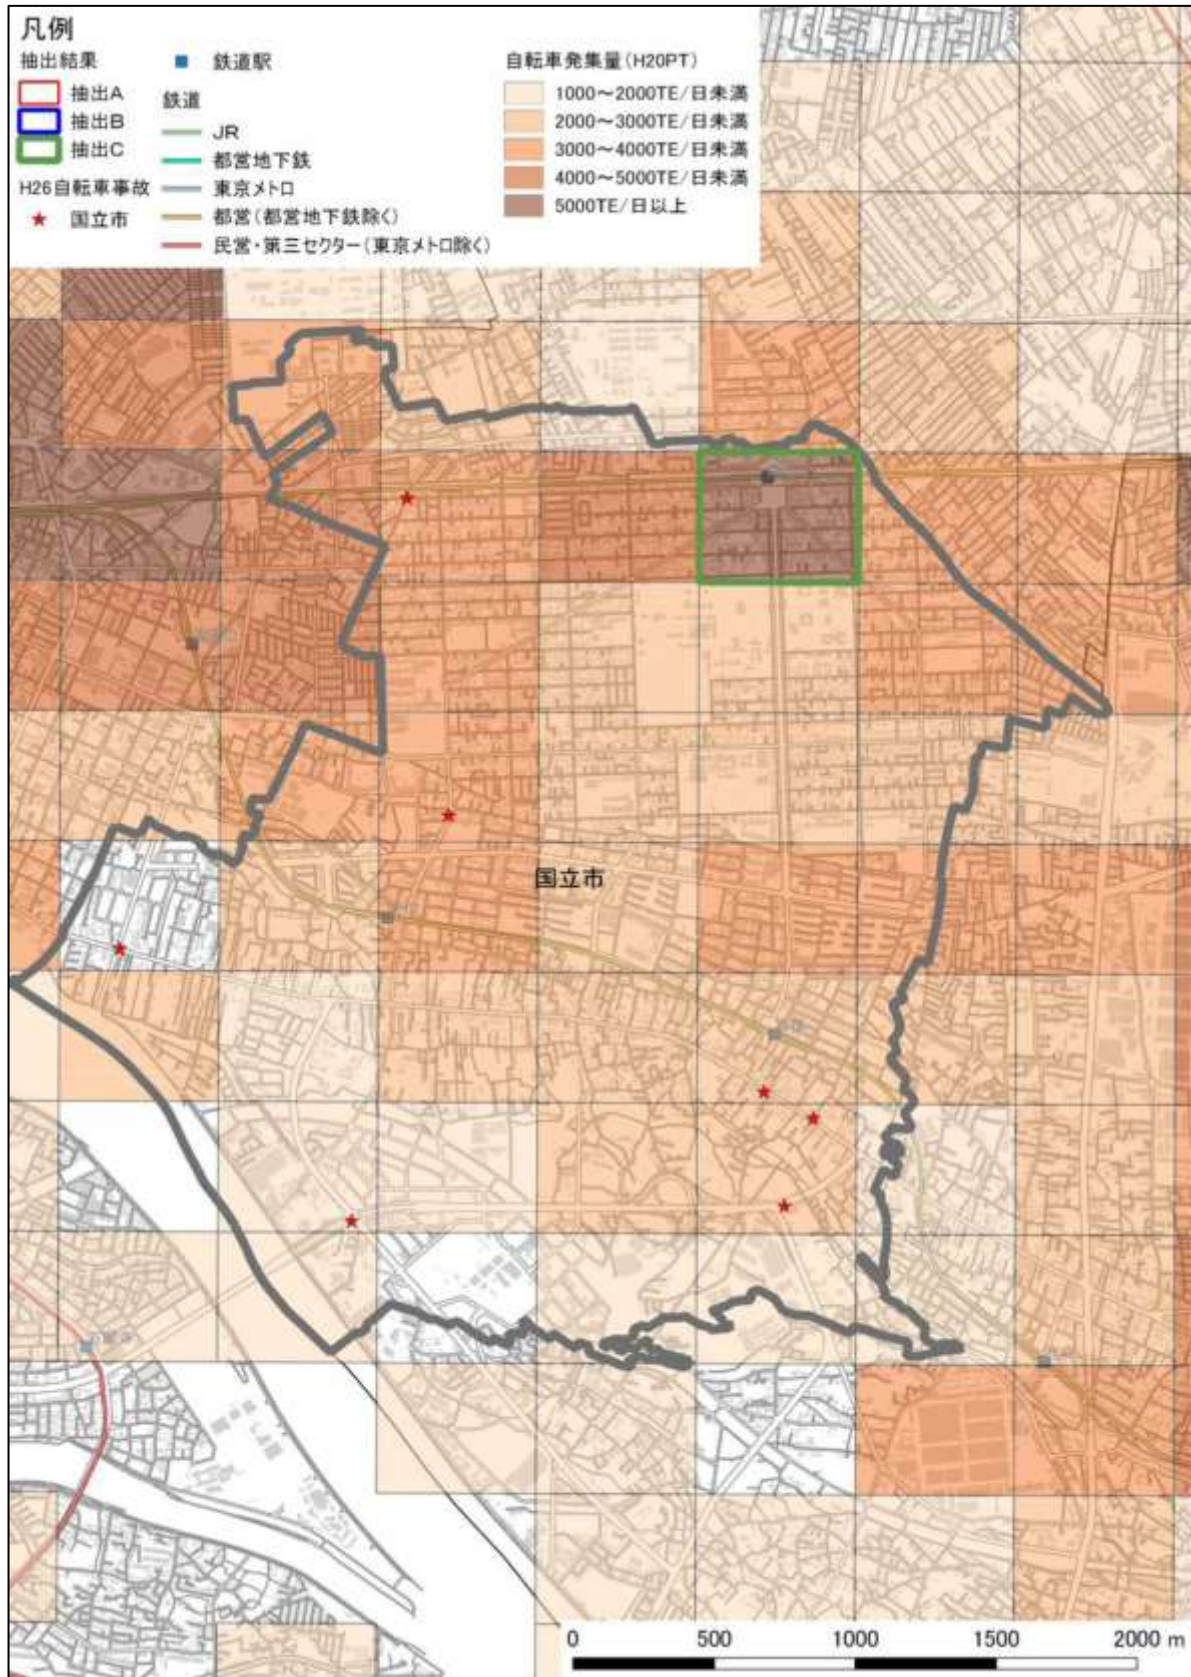 凡例
抽出結果
抽出A
抽出B
抽出C
H26自転車事故
国立市
鉄道駅
鉄道
JR
都営地下鉄
東京メトロ
都営(都営地下鉄除く)
民営・第三セクター(東京メトロ除く)
自転車発集量(H20PT)
1000～2000TE/日未満
2000～3000TE/日未満
3000～4000TE/日未満
4000～5000TE/日未満
5000TE/日以上
国立市
0 500 1000 1500 2000 m